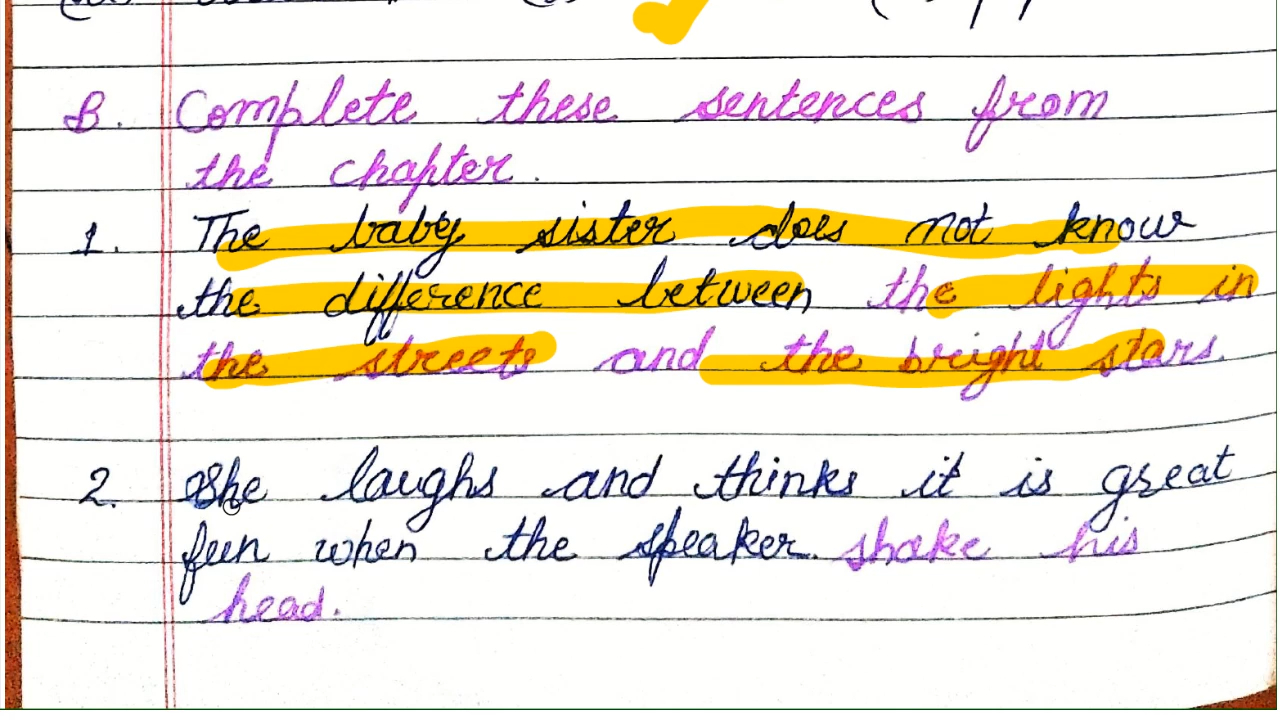 B. Complete these sentences from
the chapter.
1. The baby sister does not know
the difference between the lights in
the streets and the bright stars.
2. She laughs and thinks it is great
fun when the speaker. shake his
head.